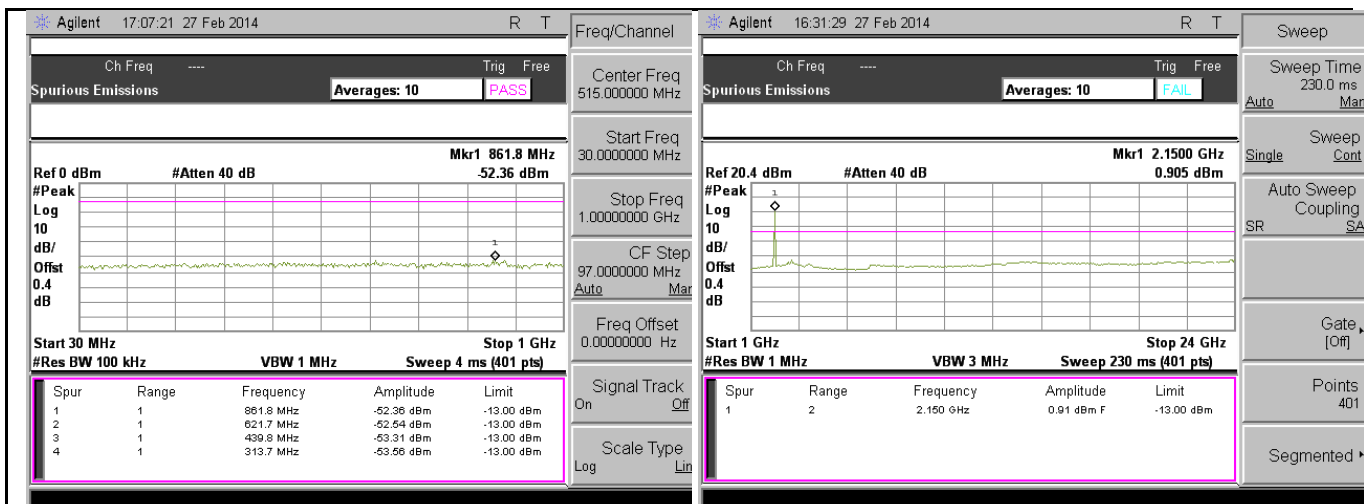 Agilent 17:07:21 27 Feb 2014 R T
Freq/Channel
Ch Freq ---- Trig Free
Spurious Emissions Averages: 10 PASS
Center Freq
515.000000 MHz
Start Freq
30.0000000 MHz
Mkr1 861.8 MHz
Ref 0 dBm #Atten 40 dB -52.36 dBm
#Peak
Log
10
dB/
Offst
0.4
dB
1
Stop Freq
1.00000000 GHz
CF Step
97.0000000 MHz
Auto Man
Freq Offset
0.00000000 Hz
Start 30 MHz Stop 1 GHz
#Res BW 100 kHz VBW 1 MHz Sweep 4 ms (401 pts)
Signal Track
On Off
Scale Type
Log Lin
Spur Range Frequency Amplitude Limit
1 1 861.8 MHz -52.36 dBm -13.00 dBm
2 1 621.7 MHz -52.54 dBm -13.00 dBm
3 1 439.8 MHz -53.31 dBm -13.00 dBm
4 1 313.7 MHz -53.56 dBm -13.00 dBm
Agilent 16:31:29 27 Feb 2014 R T
Sweep
Ch Freq ---- Trig Free
Spurious Emissions Averages: 10 FAIL
Sweep Time
230.0 ms
Auto Man
Sweep
Single Cont
Mkr1 2.1500 GHz
Ref 20.4 dBm #Atten 40 dB 0.905 dBm
#Peak
Log
10
dB/
Offst
0.4
dB
1
Auto Sweep
Coupling
SR SA
Gate
[Off]
Start 1 GHz Stop 24 GHz
#Res BW 1 MHz VBW 3 MHz Sweep 230 ms (401 pts)
Points
401
Segmented
Spur Range Frequency Amplitude Limit
1 2 2.150 GHz 0.91 dBm F -13.00 dBm